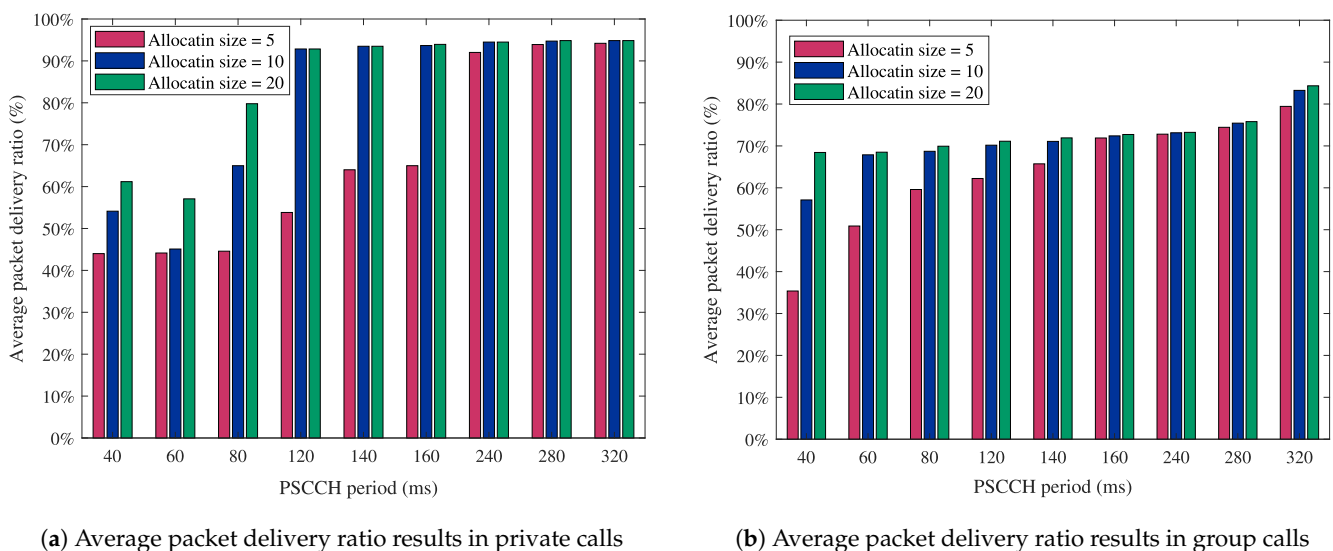 100%
90%
80%
70%
60%
50%
40%
30%
20%
10%
0%
Average packet delivery ratio (%)
Allocatin size = 5
Allocatin size = 10
Allocatin size = 20
40 60 80 120 140 160 240 280 320
PSCCH period (ms)
(a) Average packet delivery ratio results in private calls
100%
90%
80%
70%
60%
50%
40%
30%
20%
10%
0%
Average packet delivery ratio (%)
Allocatin size = 5
Allocatin size = 10
Allocatin size = 20
40 60 80 120 140 160 240 280 320
PSCCH period (ms)
(b) Average packet delivery ratio results in group calls